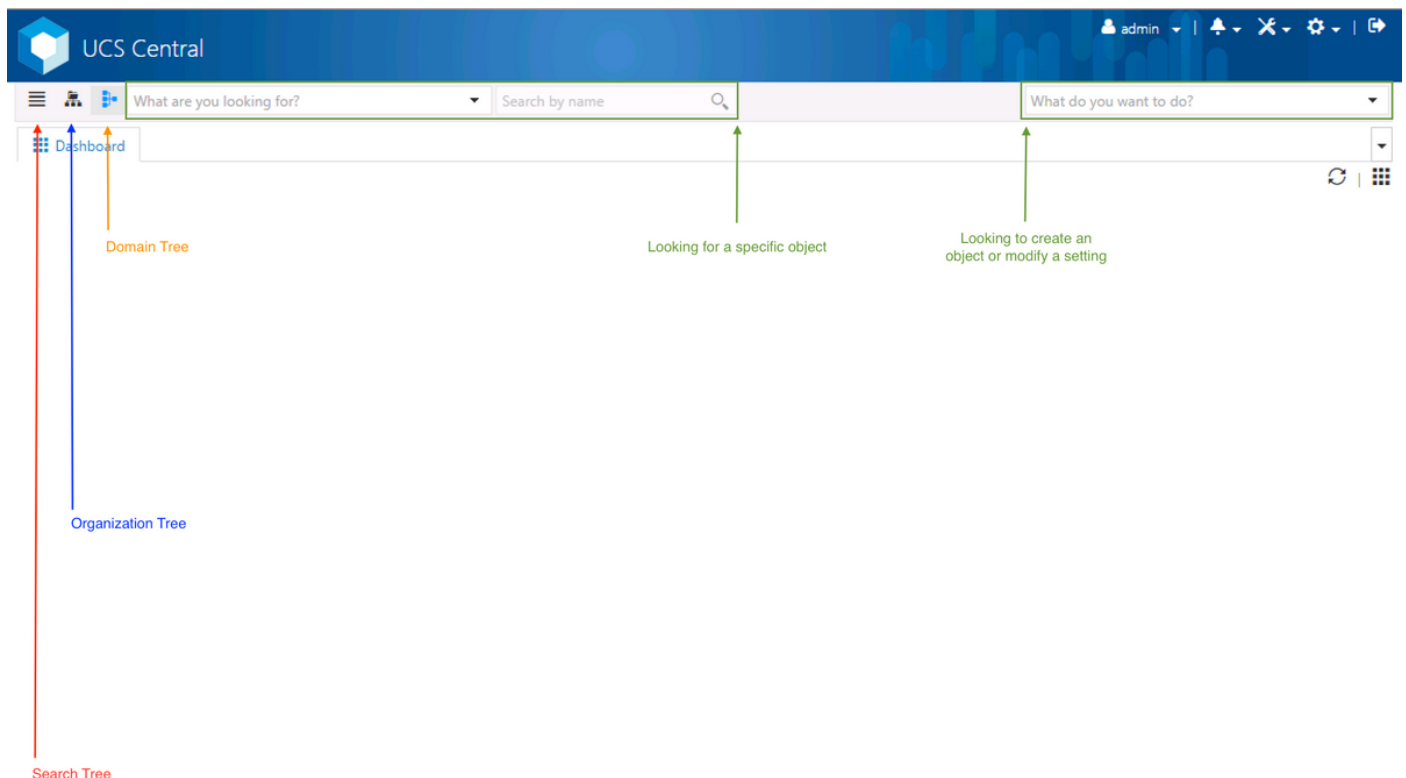 UCS Central
admin
What are you looking for?
Search by name
What do you want to do?
Dashboard
Domain Tree
Looking for a specific object
Looking to create an
object or modify a setting
Organization Tree
Search Tree